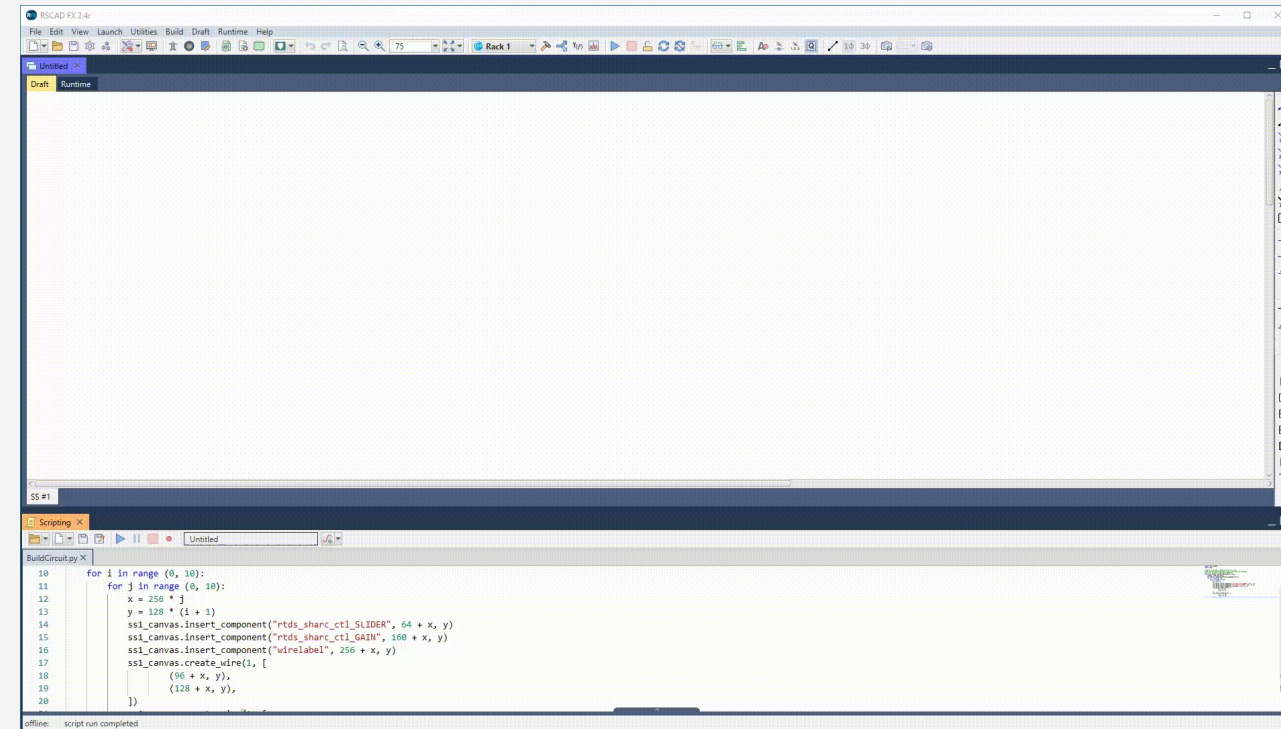 RSCAD FX 2.4r
File Edit View Launch Utilities Build Draft Runtime Help
75 Rack 1 1Φ 3Φ
Untitled
Draft Runtime
SS #1
Scripting
Untitled
BuildCircuit.py
10 for i in range (0, 10):
11 for j in range (0, 10):
12 x = 256 * j
13 y = 128 * (i + 1)
14 ss1_canvas.insert_component("rtds_sharc_ctl_SLIDER", 64 + x, y)
15 ss1_canvas.insert_component("rtds_sharc_ctl_GAIN", 160 + x, y)
16 ss1_canvas.insert_component("wirelabel", 256 + x, y)
17 ss1_canvas.create_wire(1, [
18 (96 + x, y),
19 (128 + x, y),
20 ])
offline: script run completed